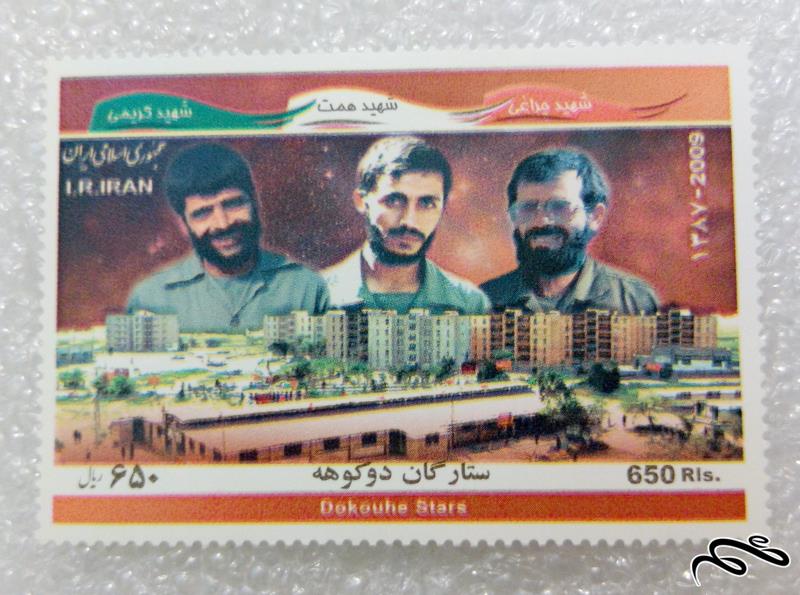 شهید کریمی شهید همت شهید چراغی
جمهوری اسلامی ایران
I.R.IRAN
۱۳۸۷-2009
۶۵۰ ریال ستارگان دوکوهه 650 Rls.
Dokouhe Stars